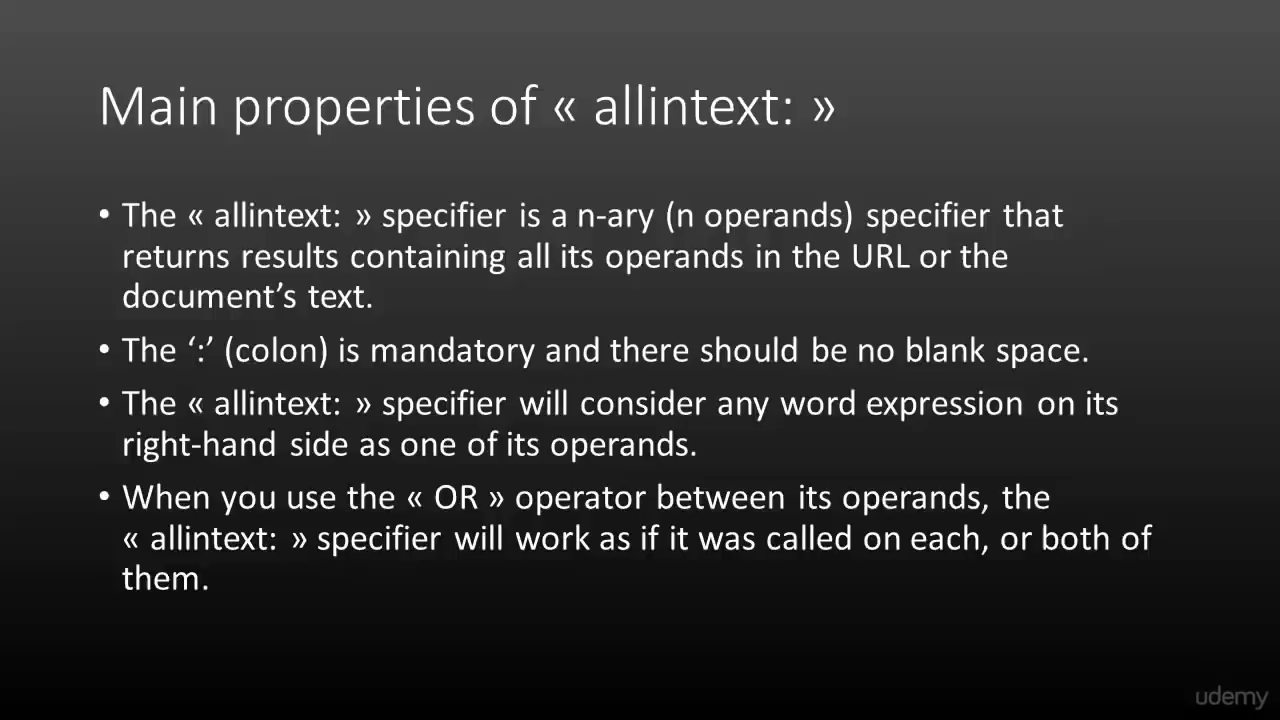 Main properties of « allintext: »
• The « allintext: » specifier is a n-ary (n operands) specifier that
returns results containing all its operands in the URL or the
document’s text.
• The ‘:’ (colon) is mandatory and there should be no blank space.
• The « allintext: » specifier will consider any word expression on its
right-hand side as one of its operands.
• When you use the « OR » operator between its operands, the
« allintext: » specifier will work as if it was called on each, or both of
them.
udemy